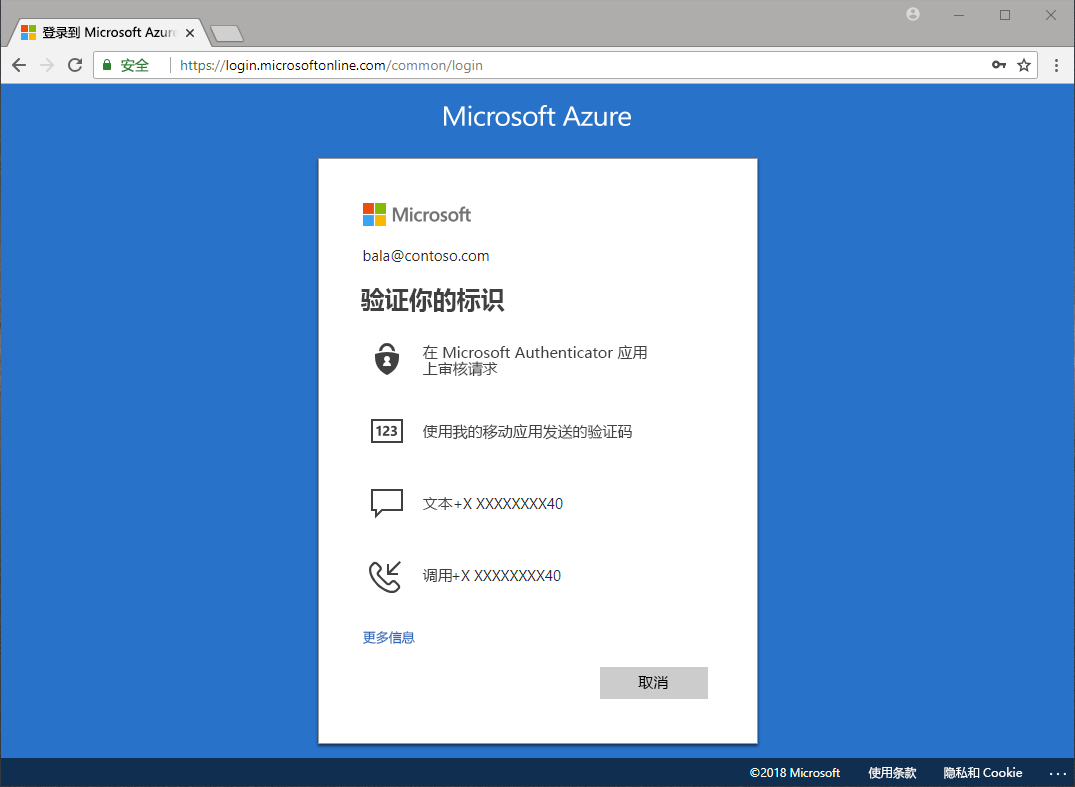 登录到 Microsoft Azure
安全
https://login.microsoftonline.com/common/login
Microsoft Azure
Microsoft
bala@contoso.com
验证你的标识
在 Microsoft Authenticator 应用
上审核请求
123
使用我的移动应用发送的验证码
文本+X XXXXXXXX40
调用+X XXXXXXXX40
更多信息
取消
©2018 Microsoft 使用条款 隐私和 Cookie ...